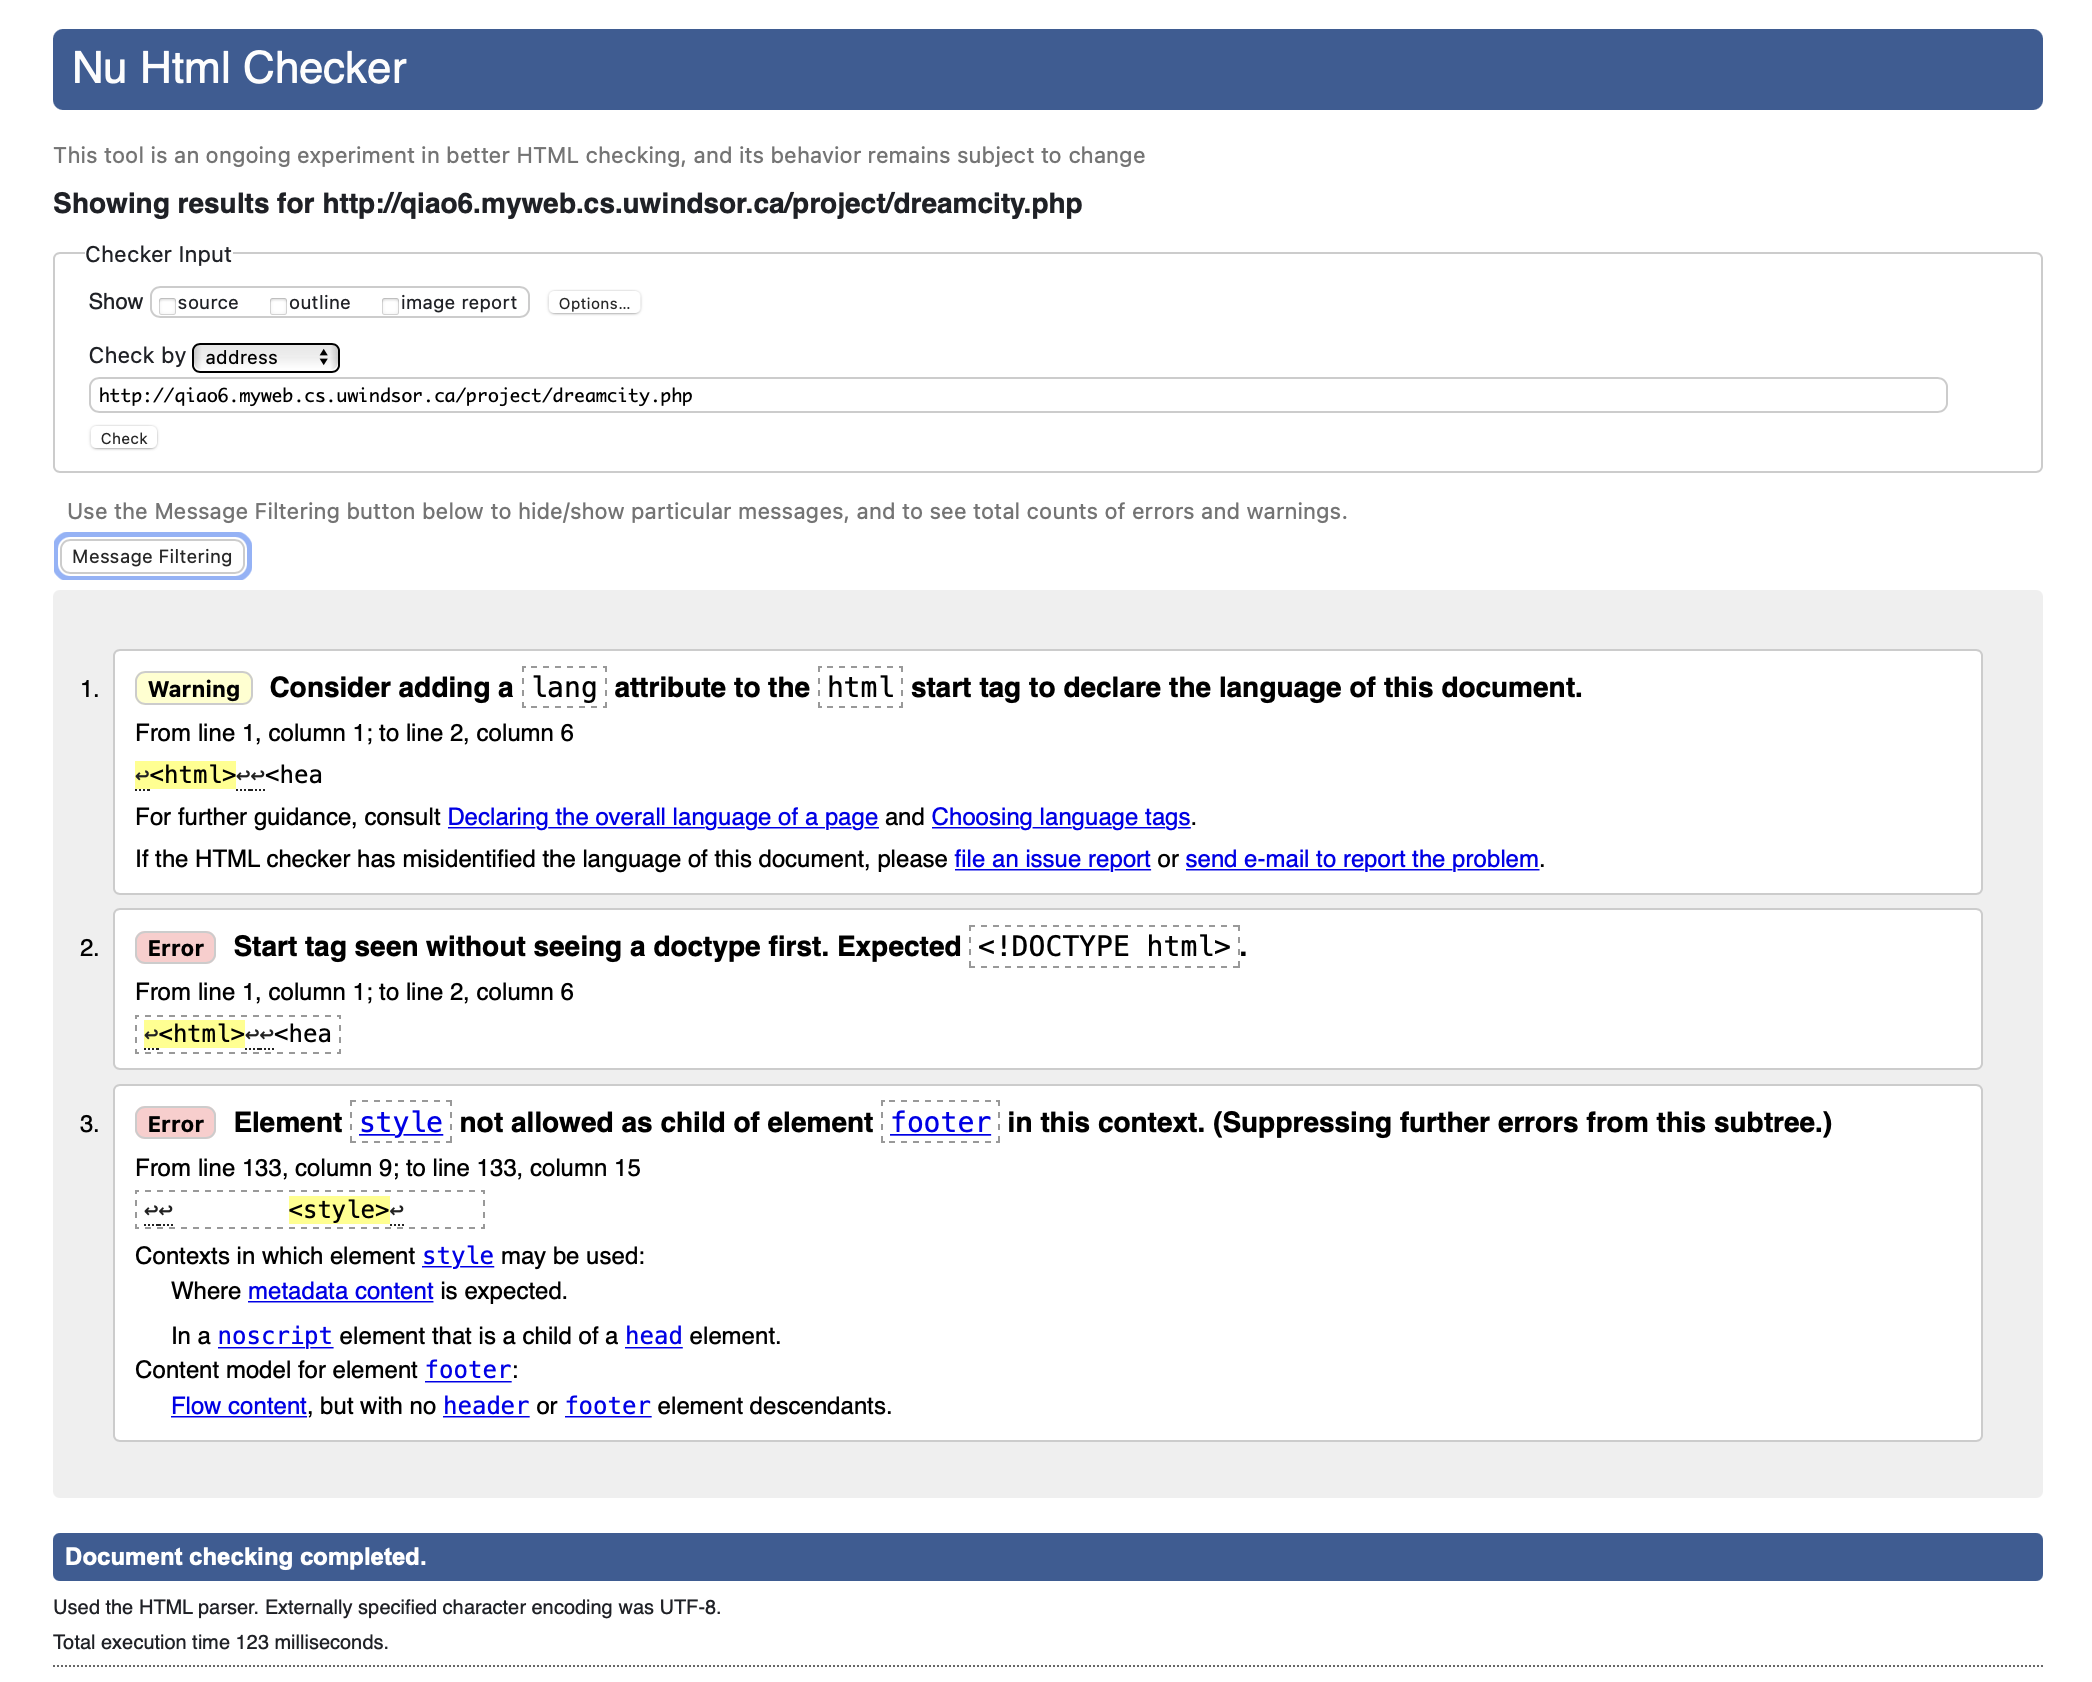 Nu Html Checker
This tool is an ongoing experiment in better HTML checking, and its behavior remains subject to change
Showing results for http://qiao6.myweb.cs.uwindsor.ca/project/dreamcity.php
Checker Input
Show source outline image report Options...
Check by address
http://qiao6.myweb.cs.uwindsor.ca/project/dreamcity.php
Check
Use the Message Filtering button below to hide/show particular messages, and to see total counts of errors and warnings.
Message Filtering
1. Warning Consider adding a lang attribute to the html start tag to declare the language of this document.
From line 1, column 1; to line 2, column 6
↩<html>↩↩<hea
For further guidance, consult Declaring the overall language of a page and Choosing language tags.
If the HTML checker has misidentified the language of this document, please file an issue report or send e-mail to report the problem.
2. Error Start tag seen without seeing a doctype first. Expected <!DOCTYPE html>.
From line 1, column 1; to line 2, column 6
↩<html>↩↩<hea
3. Error Element style not allowed as child of element footer in this context. (Suppressing further errors from this subtree.)
From line 133, column 9; to line 133, column 15
↩↩        <style>↩
Contexts in which element style may be used:
Where metadata content is expected.
In a noscript element that is a child of a head element.
Content model for element footer:
Flow content, but with no header or footer element descendants.
Document checking completed.
Used the HTML parser. Externally specified character encoding was UTF-8.
Total execution time 123 milliseconds.